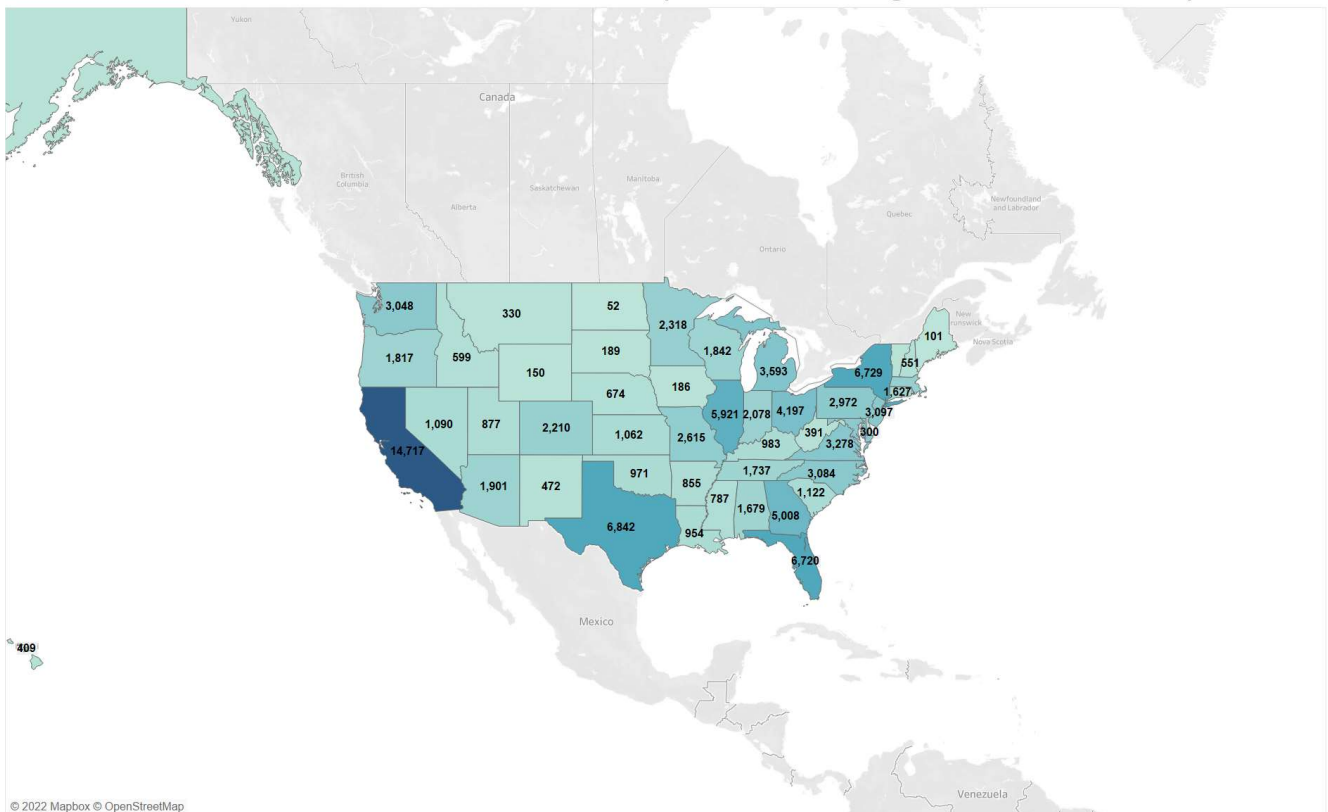 Yukon
Canada
British
Columbia
Alberta
Saskatchewan
Manitoba
Ontario
Quebec
Newfoundland
and Labrador
New
Brunswick
Nova Scotia
3,048
330
52
2,318
1,842
3,593
6,729
551
101
1,817
599
150
189
186
674
1,627
2,972
3,097
14,717
1,090
877
2,210
1,062
2,615
5,921
2,078
4,197
391
3,278
300
983
1,901
472
971
855
1,737
3,084
1,122
787
1,679
5,008
6,842
954
6,720
Mexico
409
Venezuela
© 2022 Mapbox © OpenStreetMap